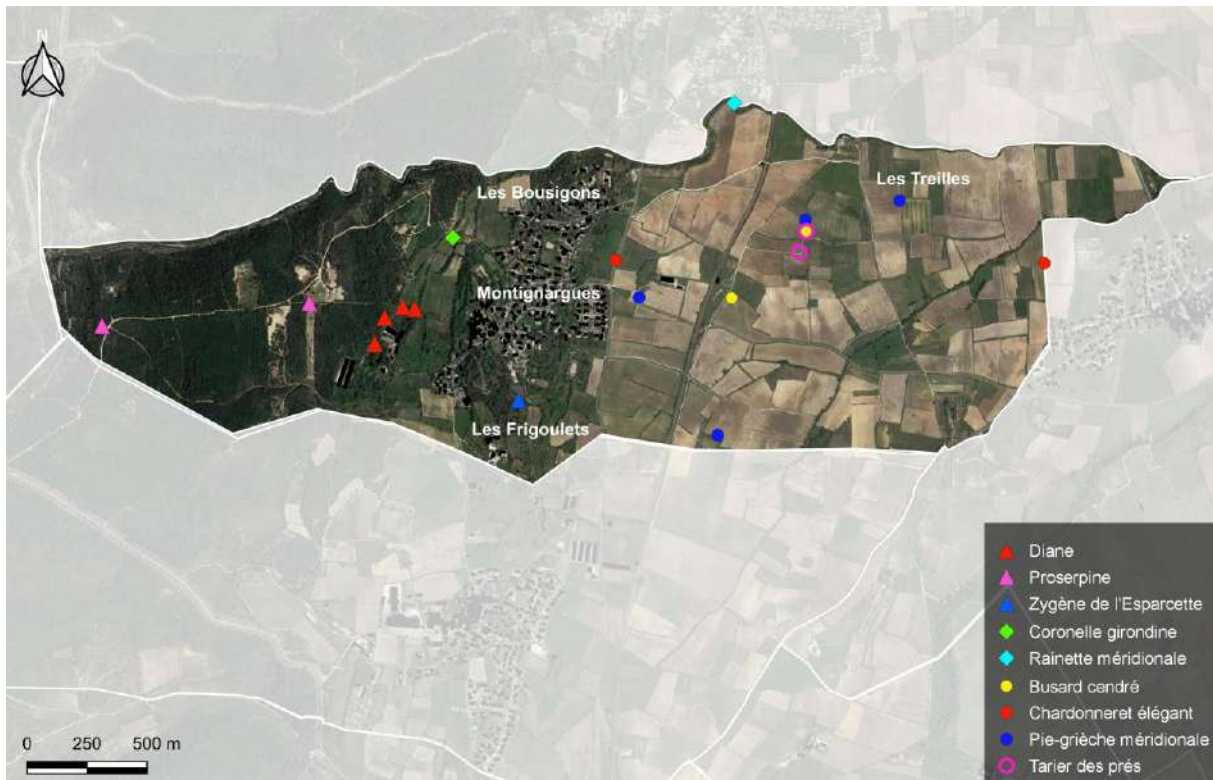 N
Les Bousigons
Les Treilles
Montignargues
Les Frigoulets
Diane
Proserpine
Zygène de l'Esparcette
Coronelle girondine
Rainette méridionale
Busard cendré
Chardonneret élégant
Pie-grièche méridionale
Tarier des prés
0 250 500 m